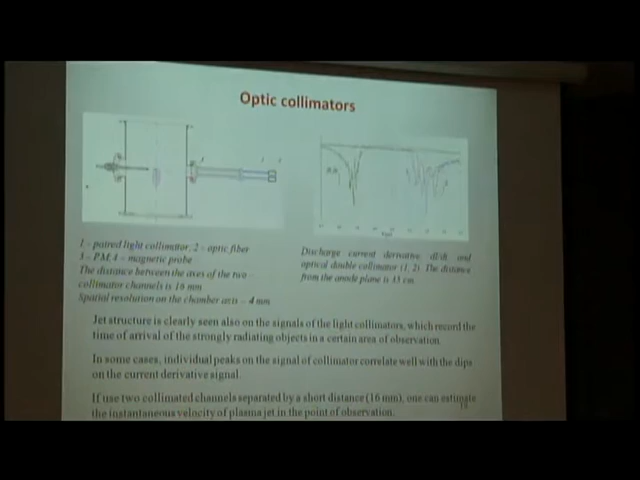 Optic collimators
1 – paired light collimator, 2 – optic fiber
3 – PM, 4 – magnetic probe
The distance between the axes of the two
collimator channels is 16 mm
Spatial resolution on the chamber axis – 4 mm
Discharge current derivative dI/dt and
optical double collimator (1, 2). The distance
from the anode plane is 35 cm
Jet structure is clearly seen also on the signals of the light collimators, which record the
time of arrival of the strongly radiating objects in a certain area of observation.
In some cases, individual peaks on the signal of collimator correlate well with the dips
on the current derivative signal.
If use two collimated channels separated by a short distance (16 mm), one can estimate
the instantaneous velocity of plasma jet in the point of observation.